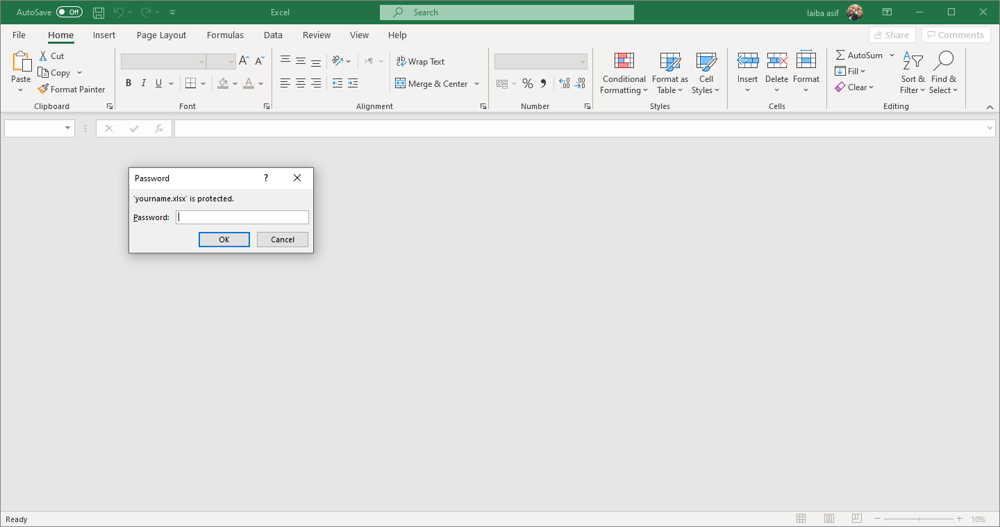 AutoSave Off Excel Search laiba asif
File Home Insert Page Layout Formulas Data Review View Help Share Comments
Paste
Cut
Copy
Format Painter
Clipboard
B I U A A A
Font
Wrap Text
Merge & Center
Alignment
% ,
Number
Conditional Formatting
Format as Table
Cell Styles
Styles
Insert Delete Format
Cells
AutoSum
Fill
Clear
Sort & Filter
Find & Select
Editing
fx
Password ?
'yourname.xlsx' is protected.
Password:
OK Cancel
Ready 10%